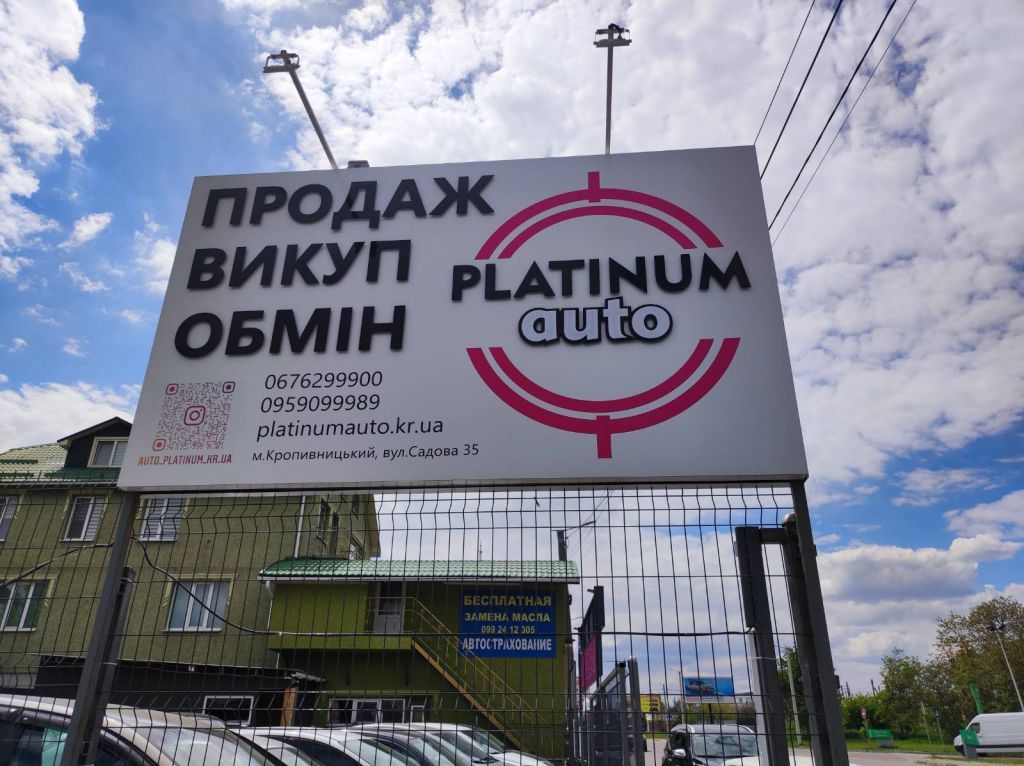 ПРОДАЖ
ВИКУП
ОБМІН
PLATINUM
auto
0676299900
0959099989
platinumauto.kr.ua
м.Кропивницький, вул.Садова 35
AUTO_PLATINUM_KR.UA
БЕСПЛАТНАЯ
ЗАМЕНА МАСЛА
099 24 12 305
АВТОСТРАХОВАНИЕ